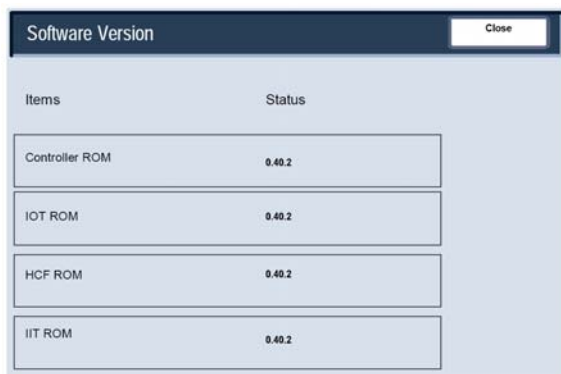 Software Version Close
Items Status
Controller ROM 0.40.2
IOT ROM 0.40.2
HCF ROM 0.40.2
IIT ROM 0.40.2